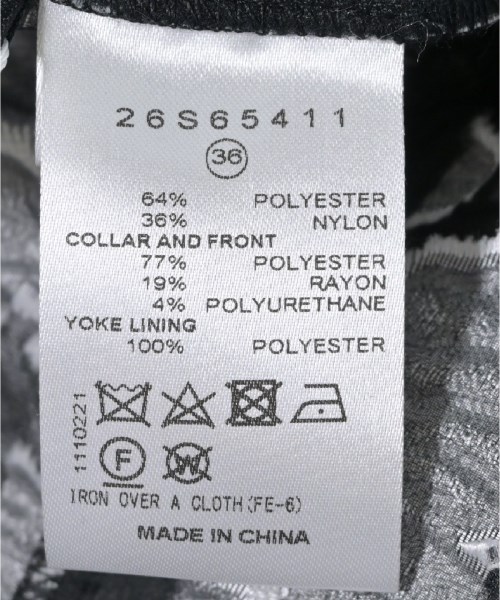 26S65411
36
64% POLYESTER
36% NYLON
COLLAR AND FRONT
77% POLYESTER
19% RAYON
4% POLYURETHANE
YOKE LINING
100% POLYESTER
1110221
F W
IRON OVER A CLOTH(FE-6)
MADE IN CHINA